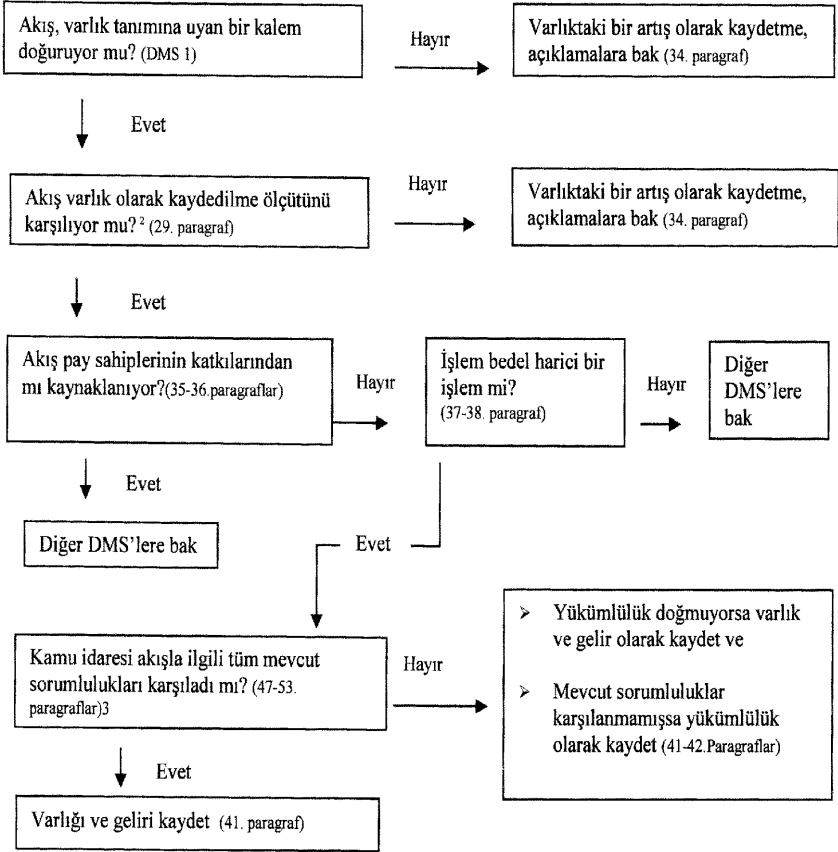 Akış, varlık tanımına uyan bir kalem
doğuruyor mu? (DMS 1)
Hayır
Varlıktaki bir artış olarak kaydetme,
açıklamalara bak (34. paragraf)
Evet
Akış varlık olarak kaydedilme ölçütünü
karşılıyor mu? ² (29. paragraf)
Hayır
Varlıktaki bir artış olarak kaydetme,
açıklamalara bak (34. paragraf)
Evet
Akış pay sahiplerinin katkılarından
mı kaynaklanıyor?(35-36.paragraflar)
Hayır
İşlem bedel harici bir
işlem mi?
(37-38. paragraf)
Hayır
Diğer
DMS'lere
bak
Evet
Diğer DMS'lere bak
Evet
Kamu idaresi akışla ilgili tüm mevcut
sorumlulukları karşıladı mı? (47-53.
paragraflar)3
Hayır
➢ Yükümlülük doğmuyorsa varlık
ve gelir olarak kaydet ve
➢ Mevcut sorumluluklar
karşılanmamışsa yükümlülük
olarak kaydet (41-42.Paragraflar)
Evet
Varlığı ve geliri kaydet (41. paragraf)